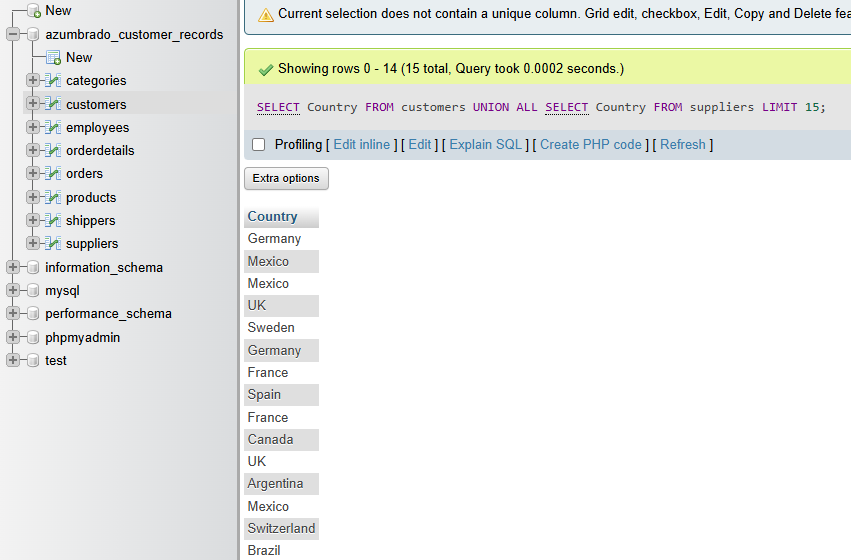 New
azumbrado_customer_records
New
categories
customers
employees
orderdetails
orders
products
shippers
suppliers
information_schema
mysql
performance_schema
phpmyadmin
test
Current selection does not contain a unique column. Grid edit, checkbox, Edit, Copy and Delete fea
Showing rows 0 - 14 (15 total, Query took 0.0002 seconds.)
SELECT Country FROM customers UNION ALL SELECT Country FROM suppliers LIMIT 15;
Profiling [ Edit inline ] [ Edit ] [ Explain SQL ] [ Create PHP code ] [ Refresh ]
Extra options
Country
Germany
Mexico
Mexico
UK
Sweden
Germany
France
Spain
France
Canada
UK
Argentina
Mexico
Switzerland
Brazil